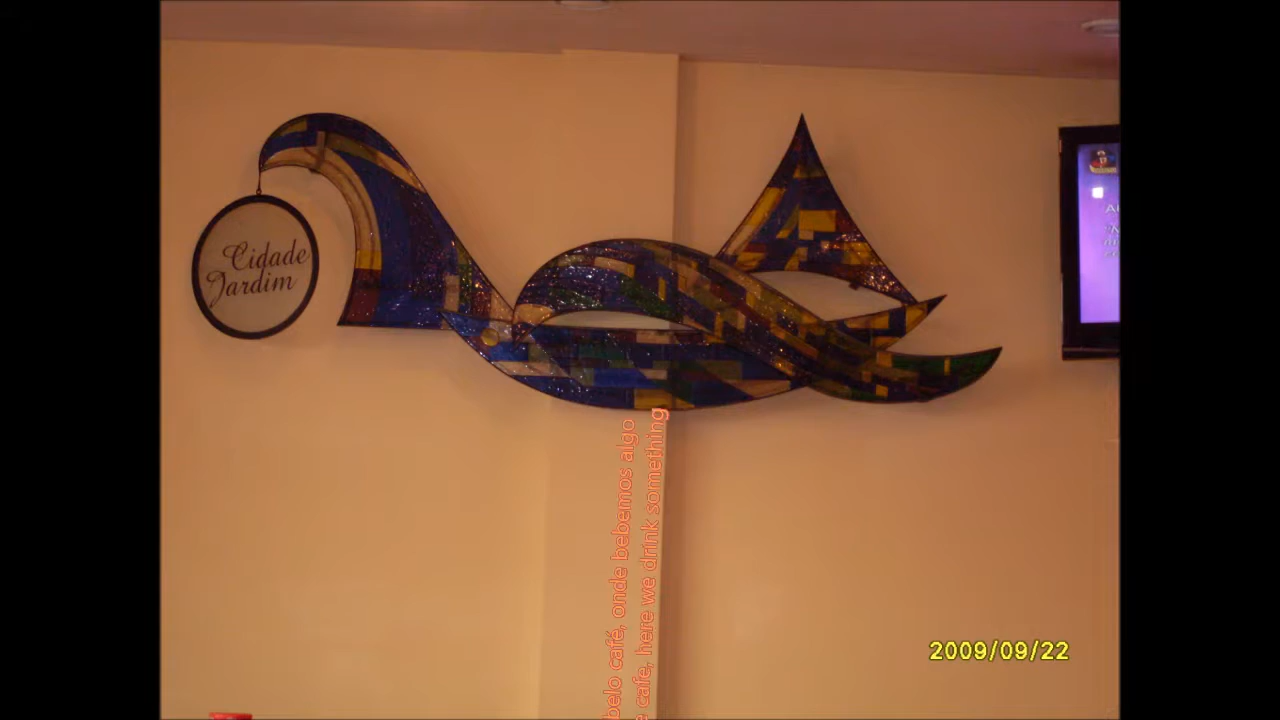 Cidade
Jardim
belo café, onde bebemos algo
cafe, here we drink something
2009/09/22